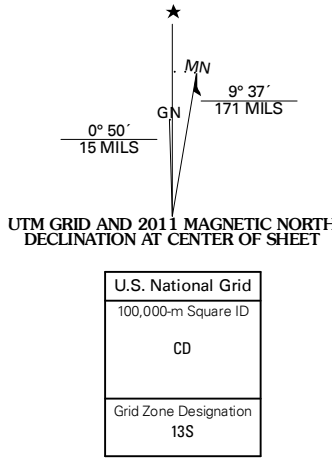 MN
9° 37´
171 MILS
GN
0° 50´
15 MILS
UTM GRID AND 2011 MAGNETIC NORTH
DECLINATION AT CENTER OF SHEET
U.S. National Grid
100,000-m Square ID
CD
Grid Zone Designation
13S